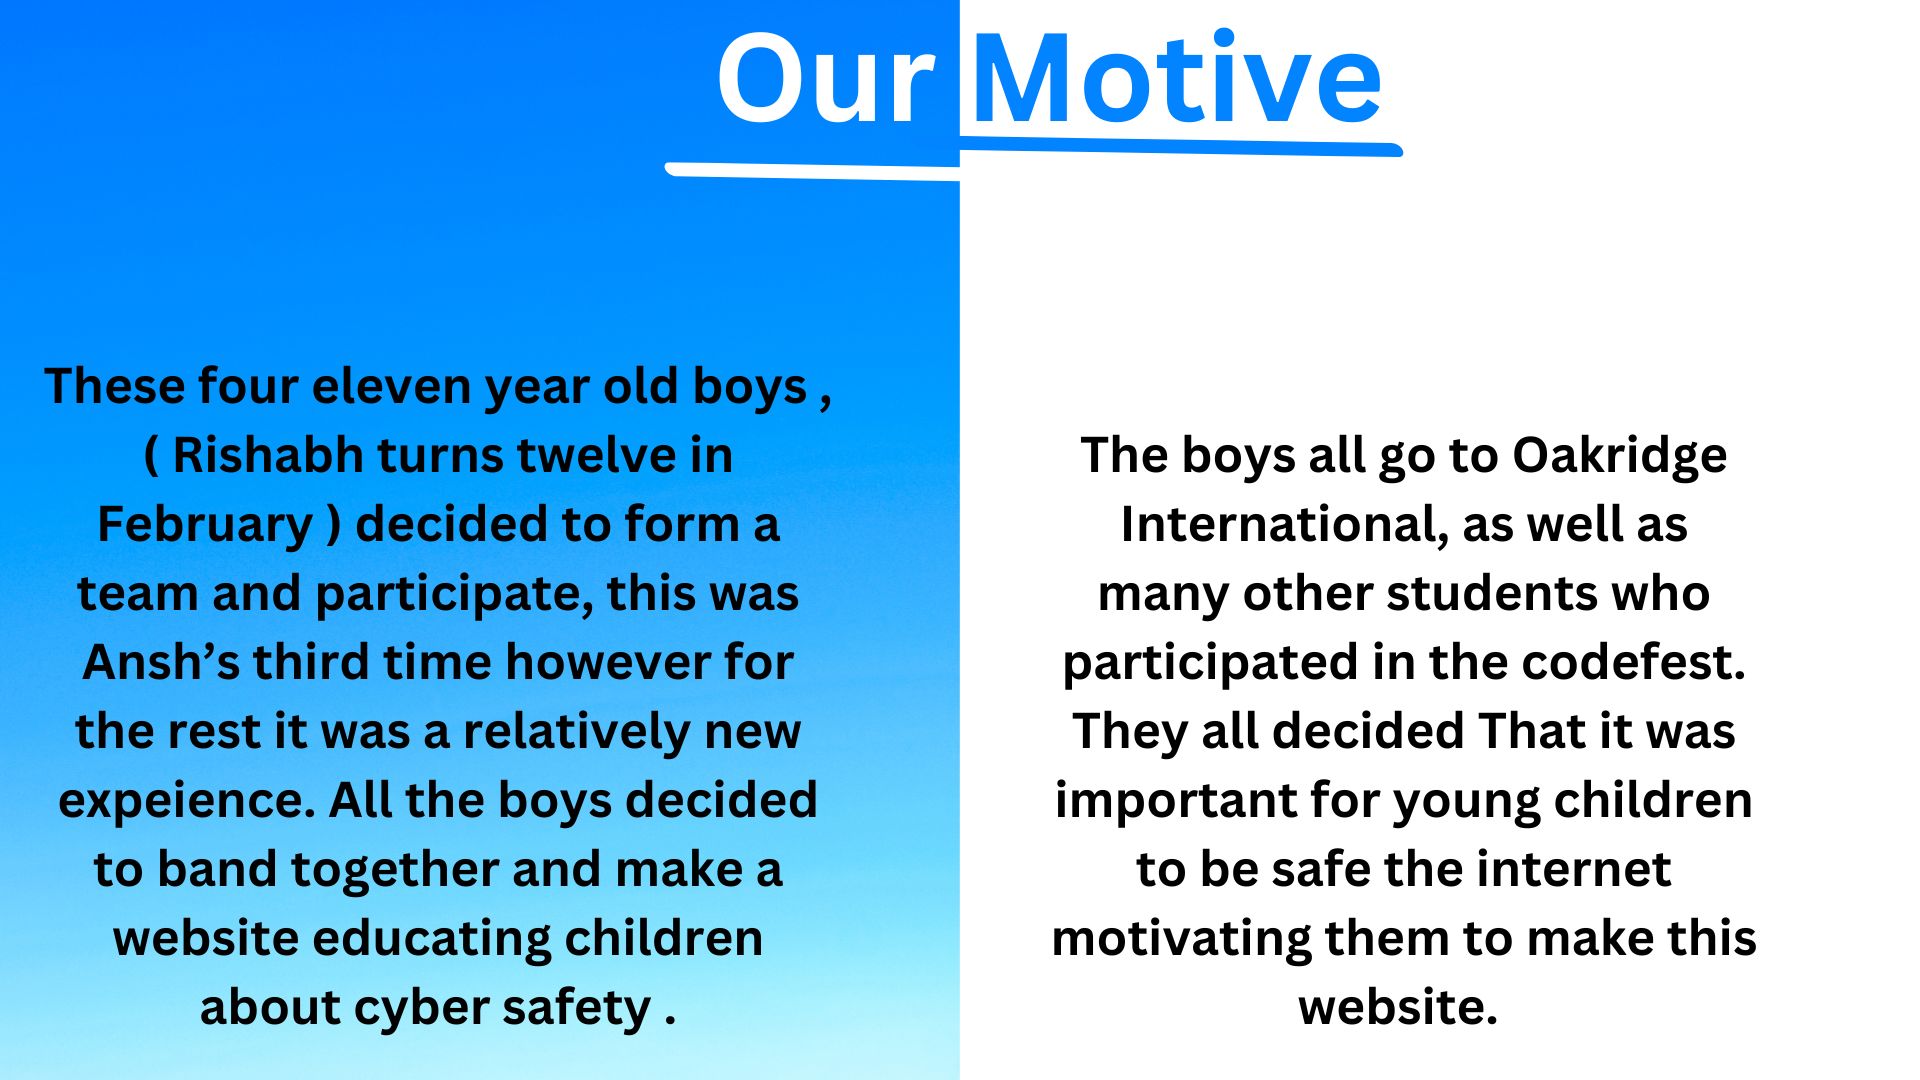 Our Motive
These four eleven year old boys ,
( Rishabh turns twelve in
February ) decided to form a
team and participate, this was
Ansh’s third time however for
the rest it was a relatively new
expeience. All the boys decided
to band together and make a
website educating children
about cyber safety .
The boys all go to Oakridge
International, as well as
many other students who
participated in the codefest.
They all decided That it was
important for young children
to be safe the internet
motivating them to make this
website.